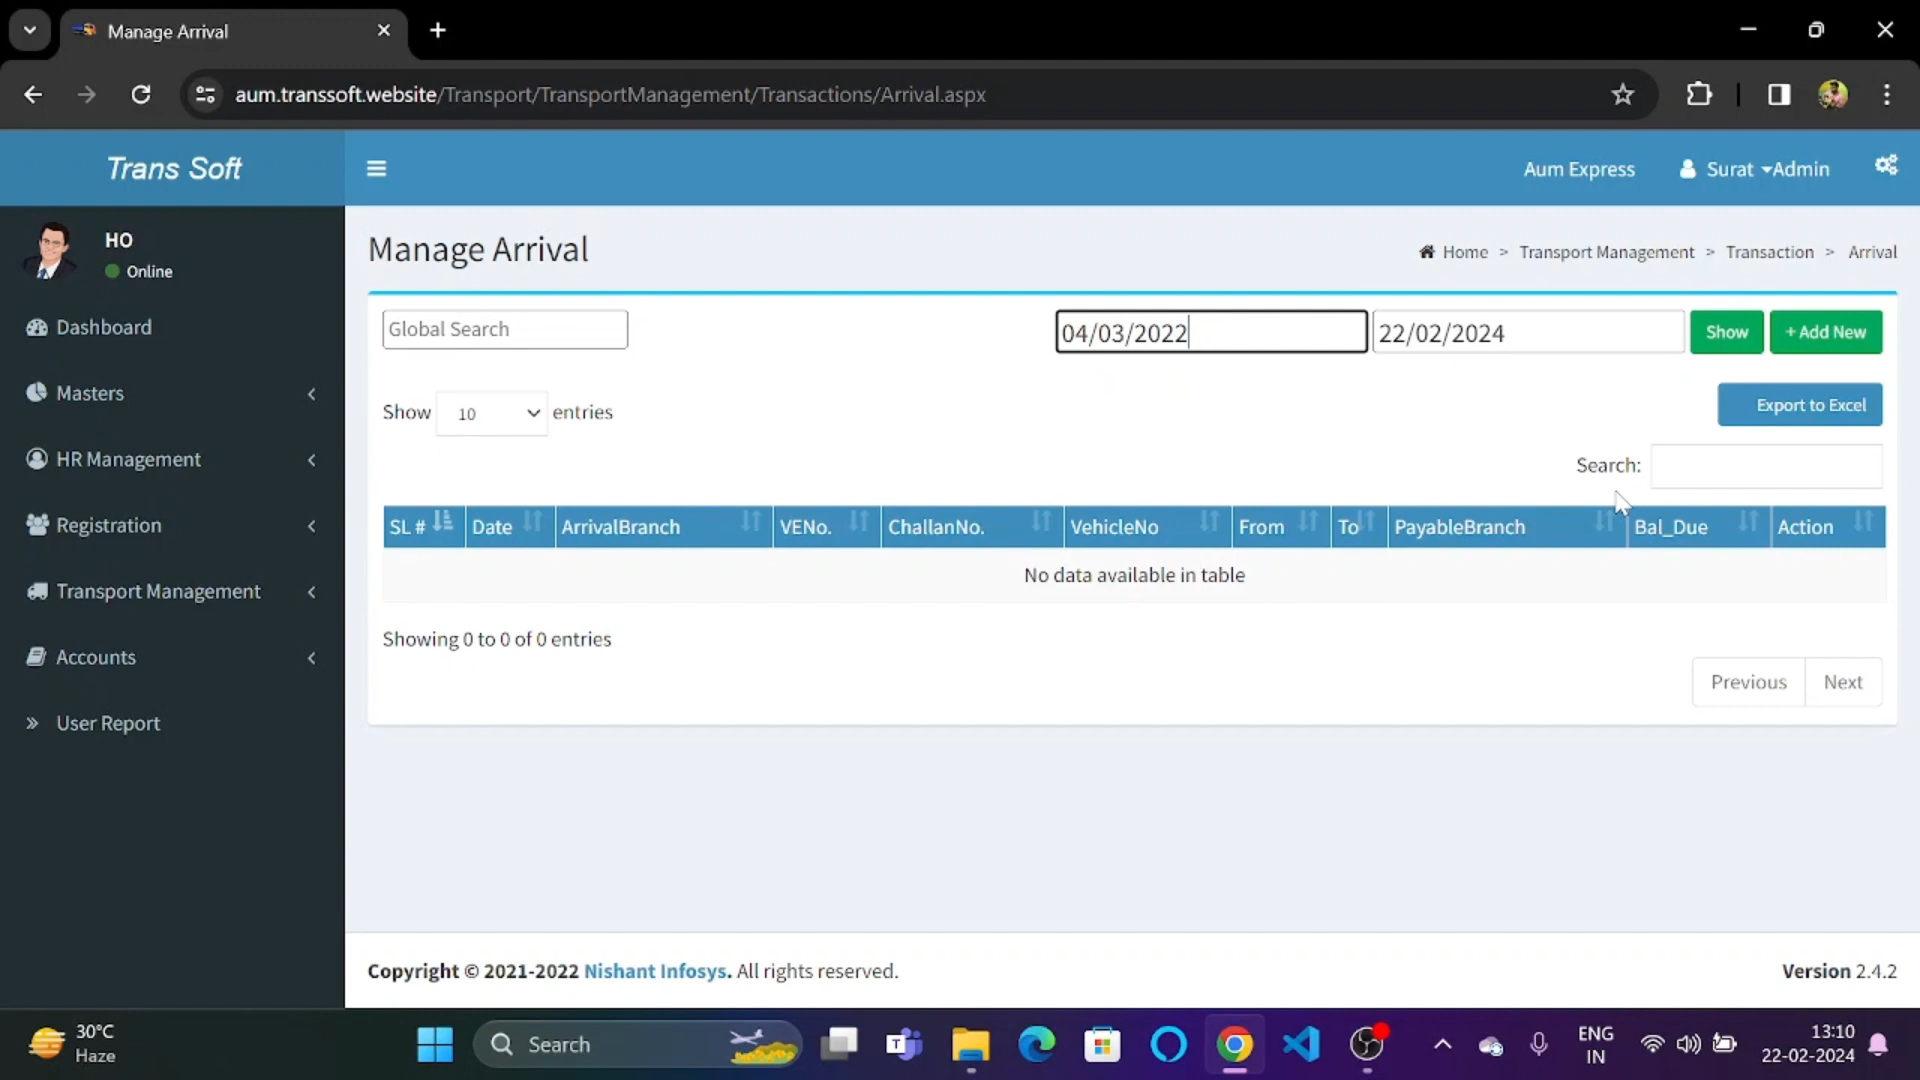 Manage Arrival
aum.transsoft.website/Transport/TransportManagement/Transactions/Arrival.aspx
Trans Soft
Aum Express
Surat
Admin
HO
Online
Dashboard
Masters
HR Management
Registration
Transport Management
Accounts
User Report
Manage Arrival
Home > Transport Management > Transaction > Arrival
Global Search
04/03/2022
22/02/2024
Show
+ Add New
Show 10 entries
Export to Excel
Search:
SL # Date ArrivalBranch VENo. ChallanNo. VehicleNo From To PayableBranch Bal_Due Action
No data available in table
Showing 0 to 0 of 0 entries
Previous Next
Copyright © 2021-2022 Nishant Infosys. All rights reserved.
Version 2.4.2
30°C
Haze
Search
ENG
IN
13:10
22-02-2024